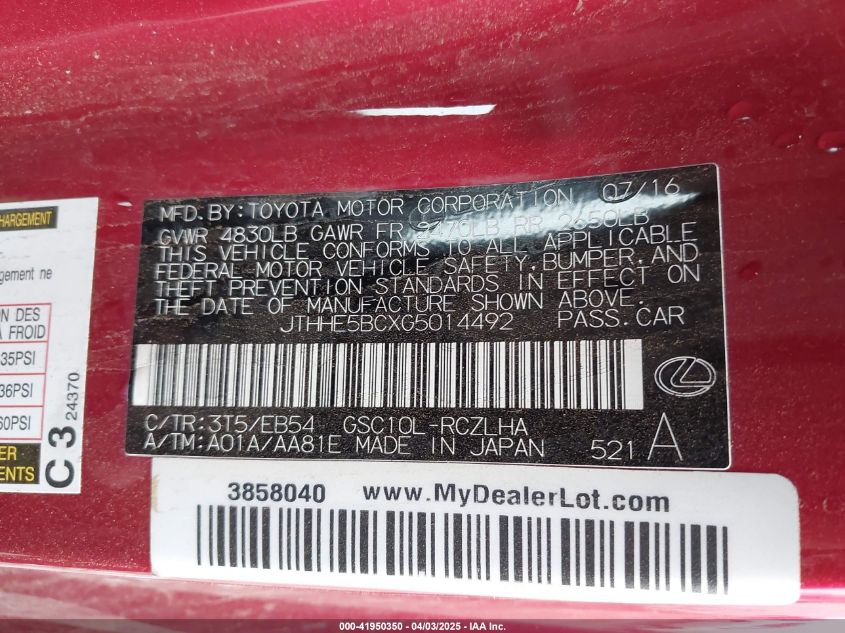 HARGEMENT
gement ne
ON DES
A FROID
35PSI
36PSI
60PSI
ER
C 3 24370
MFD. BY: TOYOTA MOTOR CORPORATION 07/16
GVWR 4830LB GAWR FR 2470LB RR 2650LB
THIS VEHICLE CONFORMS TO ALL APPLICABLE
FEDERAL MOTOR VEHICLE SAFETY, BUMPER, AND
THEFT PREVENTION STANDARDS IN EFFECT ON
THE DATE OF MANUFACTURE SHOWN ABOVE.
JTHHE5BCXG5014492 PASS. CAR
C/TR: 3T5/EB54 GSC10L-RCZLHA
A/TM: A01A/AA81E MADE IN JAPAN 521 A
3858040 www.MyDealerLot.com
000-41950350 - 04/03/2025 - IAA Inc.